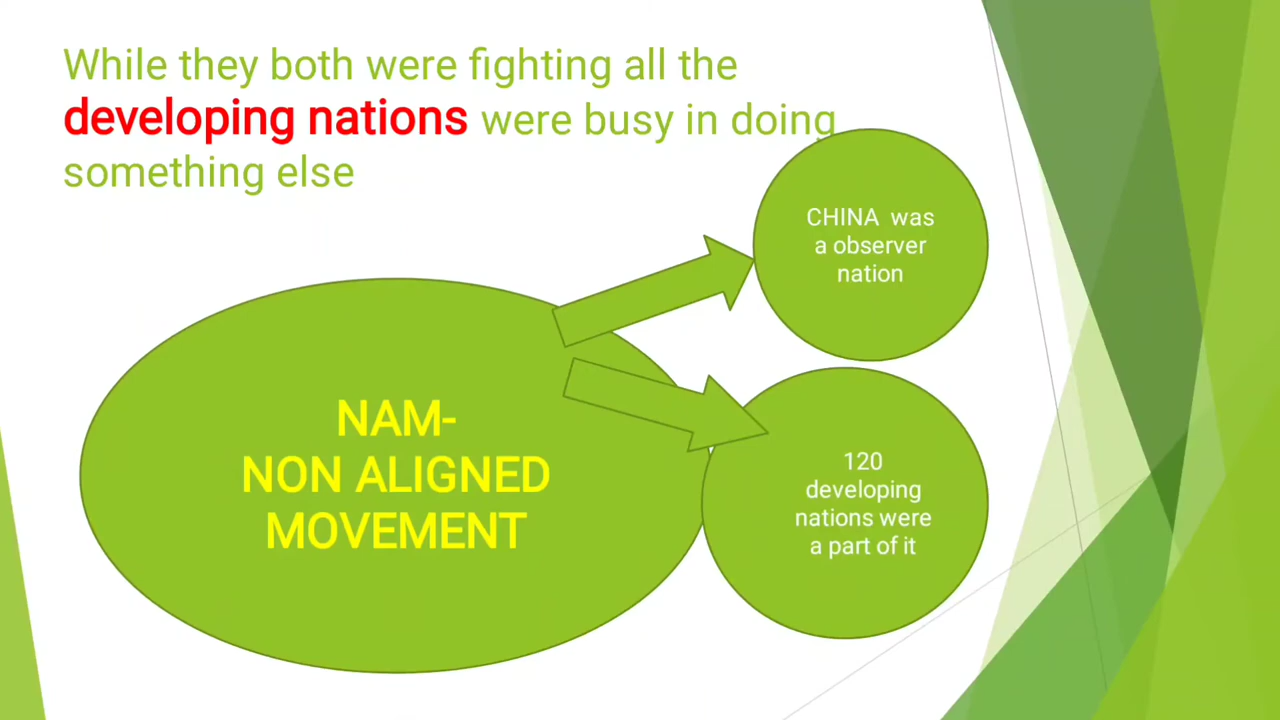 While they both were fighting all the
developing nations were busy in doing
something else
CHINA was
a observer
nation
NAM-
NON ALIGNED
MOVEMENT
120
developing
nations were
a part of it